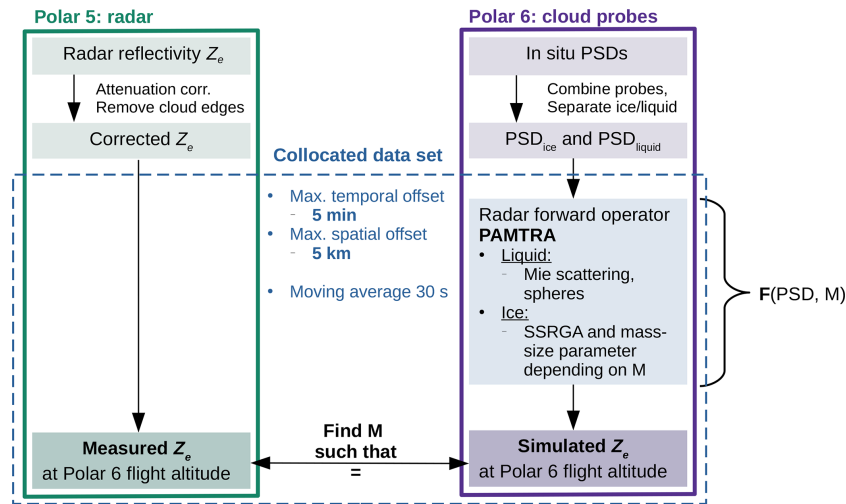 Polar 5: radar
Radar reflectivity Ze
Attenuation corr.
Remove cloud edges
Corrected Ze
Measured Ze
at Polar 6 flight altitude
Collocated data set
• Max. temporal offset
- 5 min
• Max. spatial offset
- 5 km
• Moving average 30 s
Find M
such that
=
Polar 6: cloud probes
In situ PSDs
Combine probes,
Separate ice/liquid
PSDice and PSDliquid
Radar forward operator
PAMTRA
• Liquid:
- Mie scattering,
spheres
• Ice:
- SSRGA and mass-
size parameter
depending on M
Simulated Ze
at Polar 6 flight altitude
F(PSD, M)